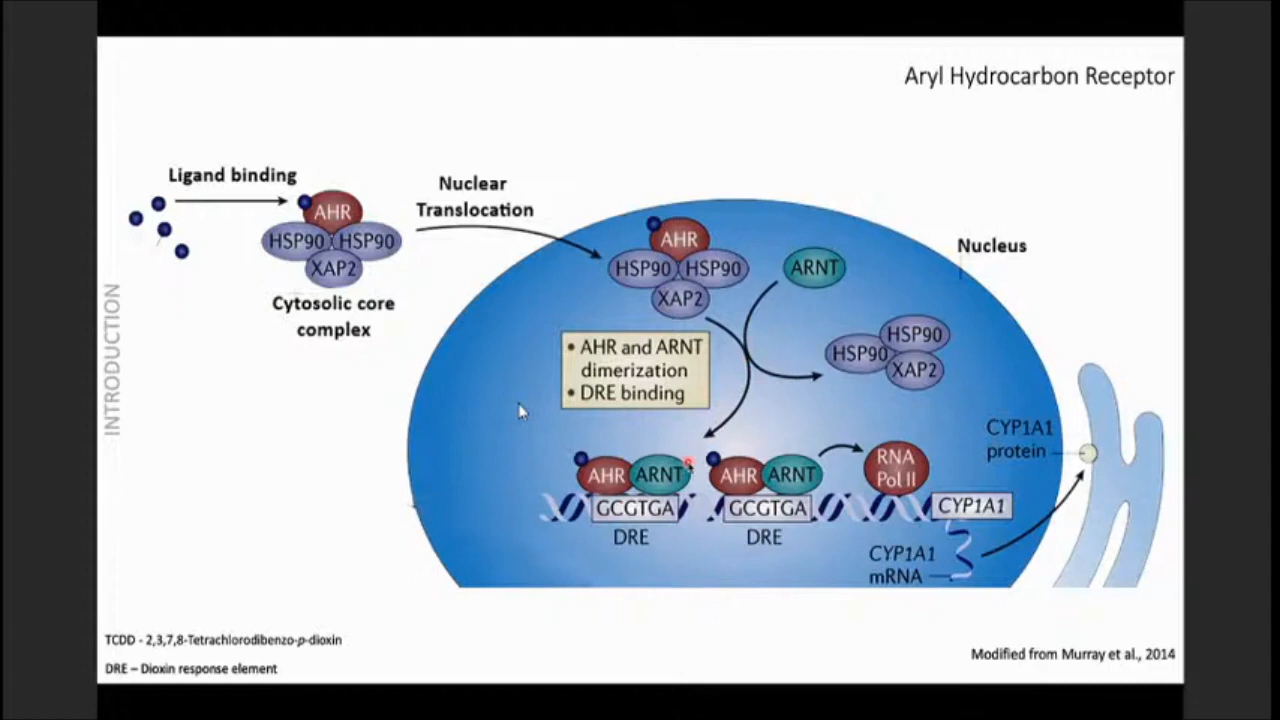 Aryl Hydrocarbon Receptor
Ligand binding
AHR
HSP90 HSP90
XAP2
Cytosolic core
complex
Nuclear
Translocation
AHR
HSP90 HSP90
XAP2
ARNT
Nucleus
HSP90
HSP90
XAP2
• AHR and ARNT
dimerization
• DRE binding
AHR ARNT
GCGTGA
DRE
AHR ARNT
GCGTGA
DRE
RNA
Pol II
CYP1A1
CYP1A1
mRNA
CYP1A1
protein
INTRODUCTION
TCDD - 2,3,7,8-Tetrachlorodibenzo-p-dioxin
DRE – Dioxin response element
Modified from Murray et al., 2014